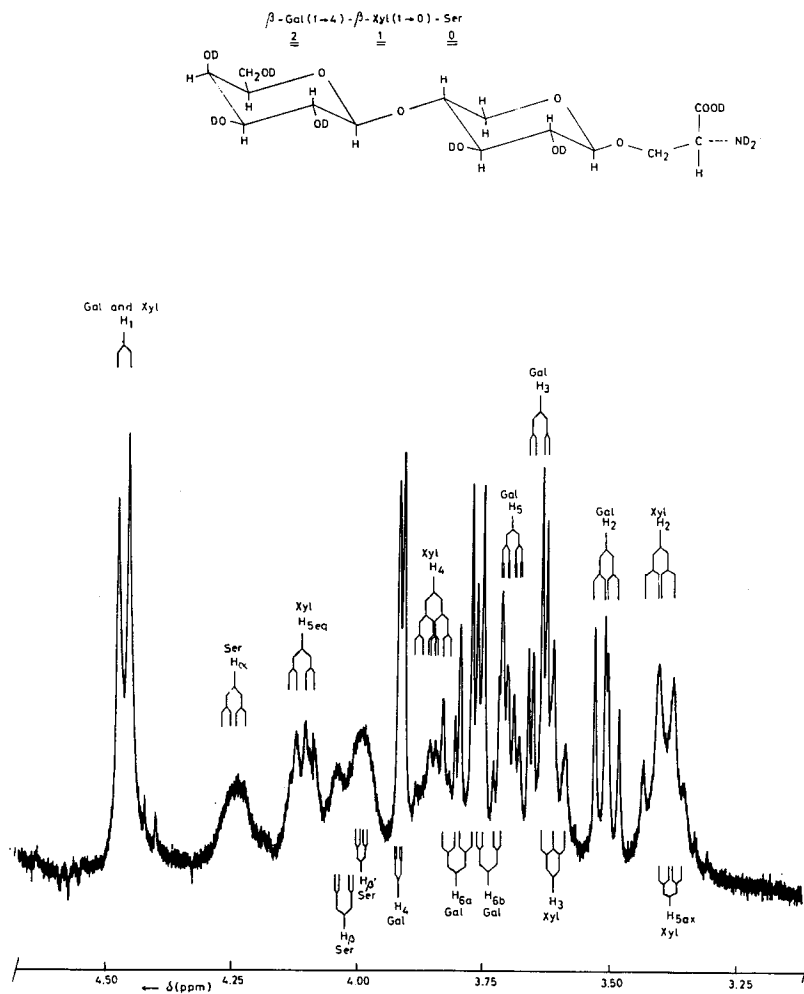 β-Gal(1→4)-β-Xyl(1→0)-Ser
2 1 0
OD
H
CH2OD
O
H
H
H
H
O
O
COOD
DO
H
OD
H
O
H
H
C
ND2
H
DO
OD
O
CH2
H
H
H
Gal and Xyl
H1
Gal
H3
Gal
H5
Gal
H2
Xyl
H2
Xyl
H4
Xyl
H5eq
Ser
Hα
Hβ'
Ser
Hβ
Ser
H4
Gal
H6a
Gal
H6b
Gal
H3
Xyl
H5ax
Xyl
4.50 4.25 4.00 3.75 3.50 3.25
← δ(ppm)